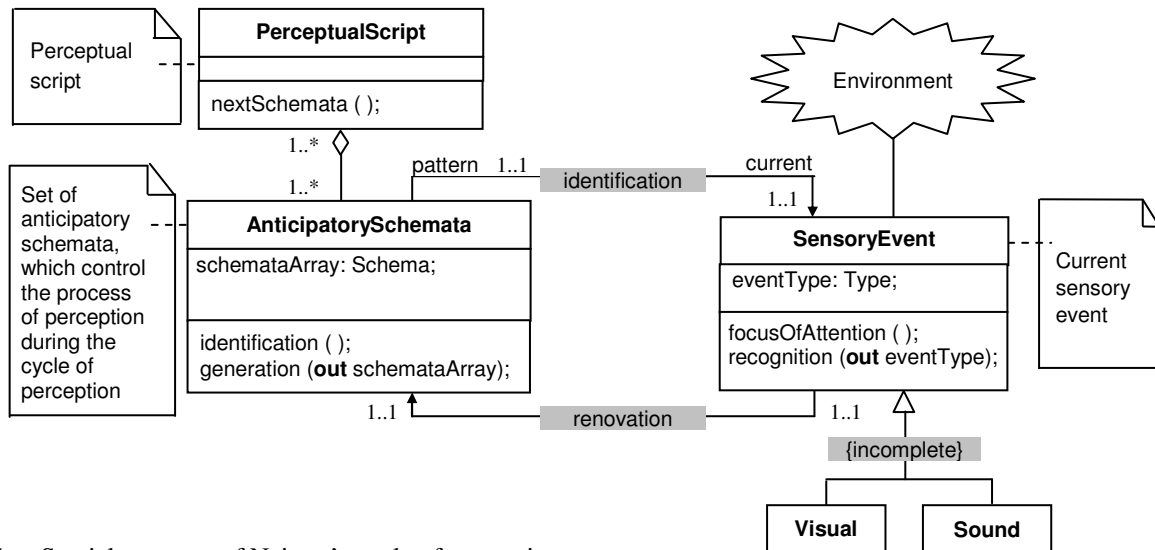 Perceptual
script
PerceptualScript
nextSchemata ( );
Environment
1..*
1..*
pattern 1..1
identification
current
1..1
Set of
anticipatory
schemata,
which control
the process
of perception
during the
cycle of
perception
AnticipatorySchemata
schemataArray: Schema;
identification ( );
generation (out schemataArray);
SensoryEvent
eventType: Type;
focusOfAttention ( );
recognition (out eventType);
Current
sensory
event
1..1
renovation
1..1
{incomplete}
Visual
Sound